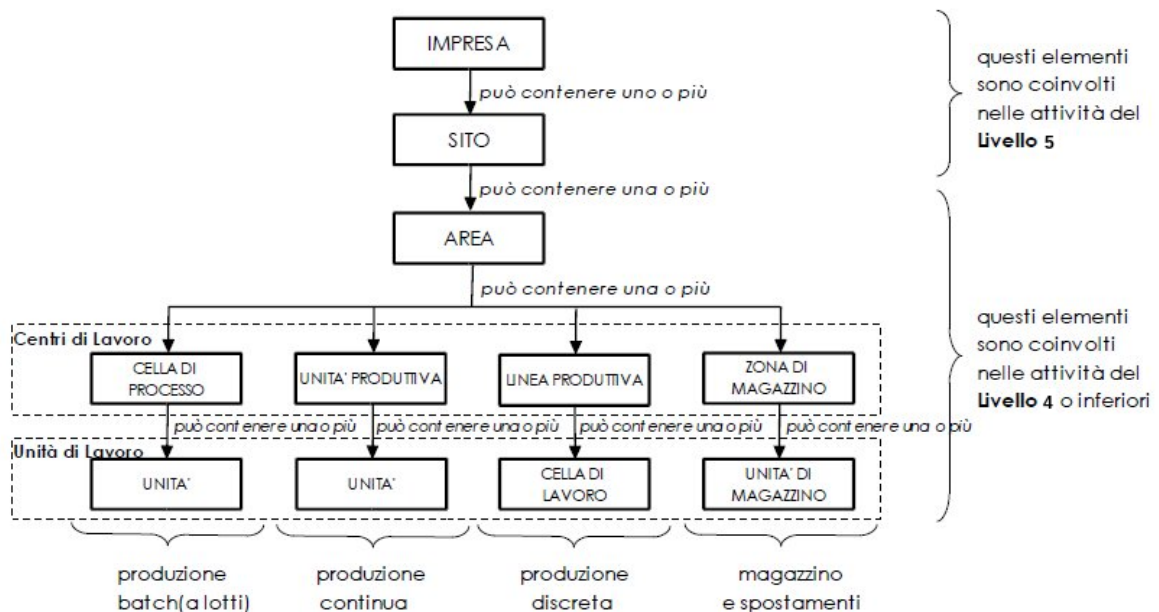 IMPRESA
può contenere uno o più
SITO
può contenere una o più
AREA
può contenere una o più
questi elementi
sono coinvolti
nelle attività del
Livello 5
Centri di Lavoro
CELLA DI
PROCESSO
UNITA' PRODUTTIVA
LINEA PRODUTTIVA
ZONA DI
MAGAZZINO
può contenere una o più
può contenere una o più
può contenere una o più
può contenere una o più
Unità di Lavoro
UNITA'
UNITA'
CELLA DI
LAVORO
UNITA' DI
MAGAZZINO
questi elementi
sono coinvolti
nelle attività del
Livello 4 o inferiori
produzione
batch(a lotti)
produzione
continua
produzione
discreta
magazzino
e spostamenti